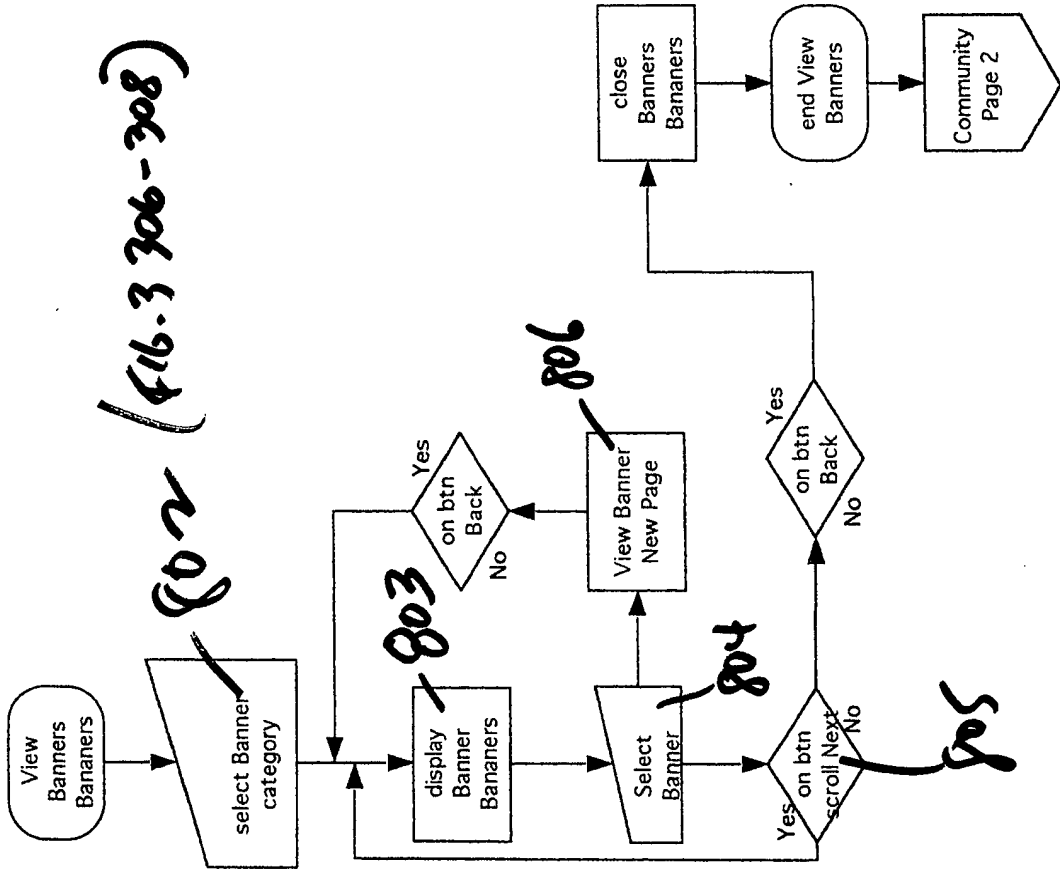 View
Banners
Bananers
select Banner
category
802
(FIG.3 306-308)
display
Banner
Bananers
803
Select
Banner
804
on btn
scroll Next
Yes
No
805
View Banner
New Page
806
on btn
Back
Yes
No
on btn
Back
Yes
No
close
Banners
Bananers
end View
Banners
Community
Page 2